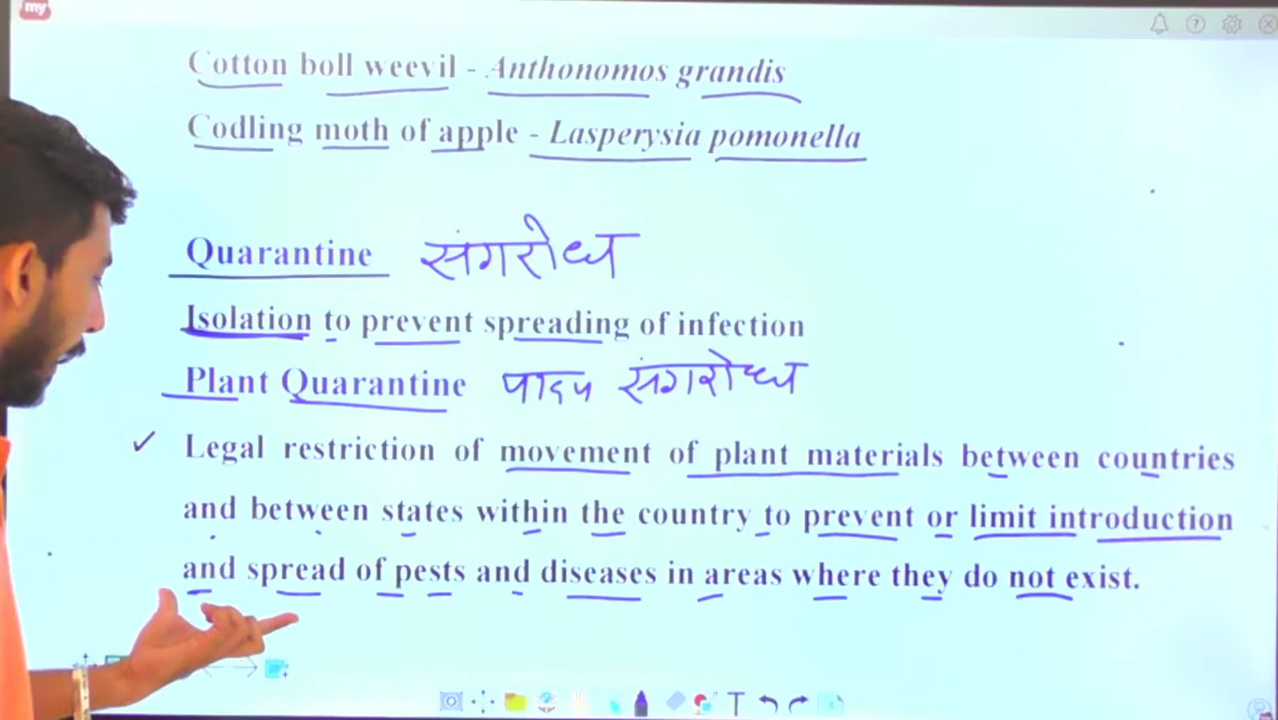 my
Cotton boll weevil - Anthonomos grandis
Codling moth of apple - Lasperysia pomonella
Quarantine संगरोध
Isolation to prevent spreading of infection
Plant Quarantine पादप संगरोध
✓ Legal restriction of movement of plant materials between countries
and between states within the country to prevent or limit introduction
and spread of pests and diseases in areas where they do not exist.